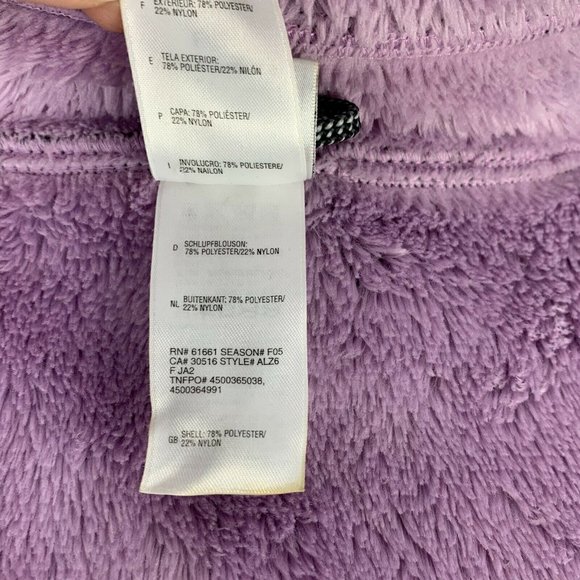 F EXTERIEUR: 78% POLYESTER/
22% NYLON
E TELA EXTERIOR:
78% POLIÉSTER/22% NILÓN
P CAPA: 78% POLIÉSTER/
22% NYLON
I INVOLUCRO: 78% POLIESTERE/
22% NAILON
D SCHLUPFBLOUSON:
78% POLYESTER/22% NYLON
NL BUITENKANT; 78% POLYESTER/
22% NYLON
RN# 61661 SEASON# F05
CA# 30516 STYLE# ALZ6
F JA2
TNFPO# 4500365038,
4500364991
GB SHELL: 78% POLYESTER/
22% NYLON